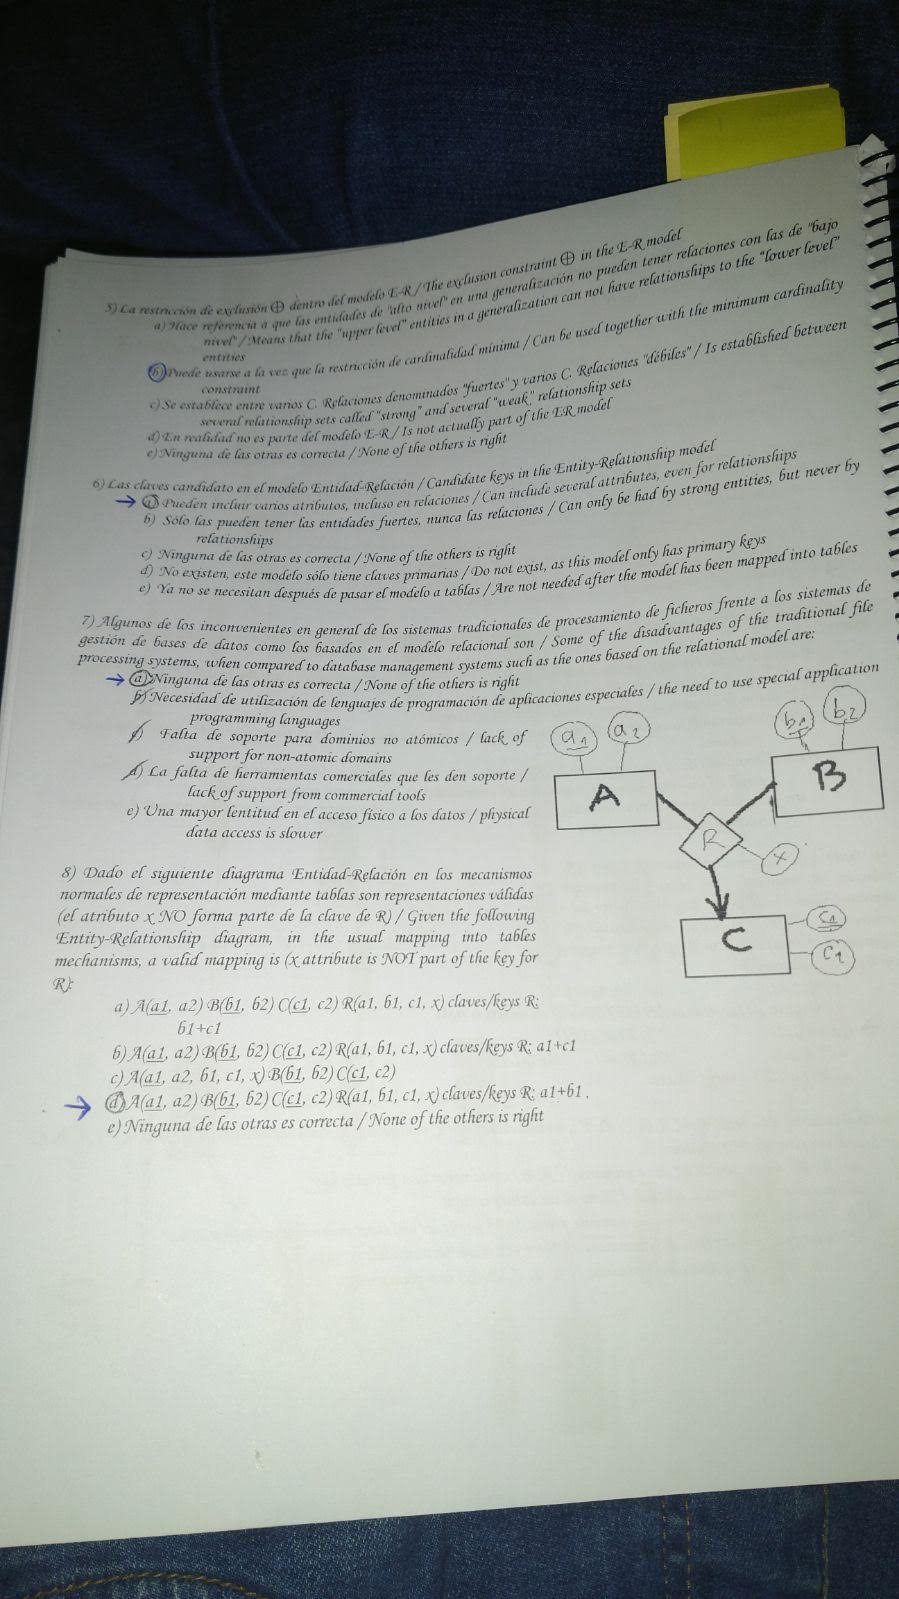 5) La restricción de exclusión ⊕ dentro del modelo E-R / The exclusion constraint ⊕ in the E-R model
a) Hace referencia a que las entidades de "alto nivel" en una generalización no pueden tener relaciones con las de "bajo
nivel" / Means that the "upper level" entities in a generalization can not have relationships to the "lower level"
entities
b) Puede usarse a la vez que la restricción de cardinalidad mínima / Can be used together with the minimum cardinality
constraint
c) Se establece entre varios C. Relaciones denominados "fuertes" y varios C. Relaciones "débiles" / Is established between
several relationship sets called "strong" and several "weak" relationship sets
d) En realidad no es parte del modelo E-R / Is not actually part of the ER model
e) Ninguna de las otras es correcta / None of the others is right
6) Las claves candidato en el modelo Entidad-Relación / Candidate keys in the Entity-Relationship model
→ a) Pueden incluir varios atributos, incluso en relaciones / Can include several attributes, even for relationships
b) Sólo las pueden tener las entidades fuertes, nunca las relaciones / Can only be had by strong entities, but never by
relationships
c) Ninguna de las otras es correcta / None of the others is right
d) No existen, este modelo sólo tiene claves primarias / Do not exist, as this model only has primary keys
e) Ya no se necesitan después de pasar el modelo a tablas / Are not needed after the model has been mapped into tables
7) Algunos de los inconvenientes en general de los sistemas tradicionales de procesamiento de ficheros frente a los sistemas de
gestión de bases de datos como los basados en el modelo relacional son / Some of the disadvantages of the traditional file
processing systems, when compared to database management systems such as the ones based on the relational model are:
→ a) Ninguna de las otras es correcta / None of the others is right
b) Necesidad de utilización de lenguajes de programación de aplicaciones especiales / the need to use special application
programming languages
c) Falta de soporte para dominios no atómicos / lack of
support for non-atomic domains
d) La falta de herramientas comerciales que les den soporte /
lack of support from commercial tools
e) Una mayor lentitud en el acceso físico a los datos / physical
data access is slower
a1 a2
b1 b2
A
B
R
x
C
c1
c2
8) Dado el siguiente diagrama Entidad-Relación en los mecanismos
normales de representación mediante tablas son representaciones válidas
(el atributo x NO forma parte de la clave de R) / Given the following
Entity-Relationship diagram, in the usual mapping into tables
mechanisms, a valid mapping is (x attribute is NOT part of the key for
R):
a) A(a1, a2) B(b1, b2) C(c1, c2) R(a1, b1, c1, x) claves/keys R:
b1+c1
b) A(a1, a2) B(b1, b2) C(c1, c2) R(a1, b1, c1, x) claves/keys R: a1+c1
c) A(a1, a2, b1, c1, x) B(b1, b2) C(c1, c2)
→ d) A(a1, a2) B(b1, b2) C(c1, c2) R(a1, b1, c1, x) claves/keys R: a1+b1.
e) Ninguna de las otras es correcta / None of the others is right